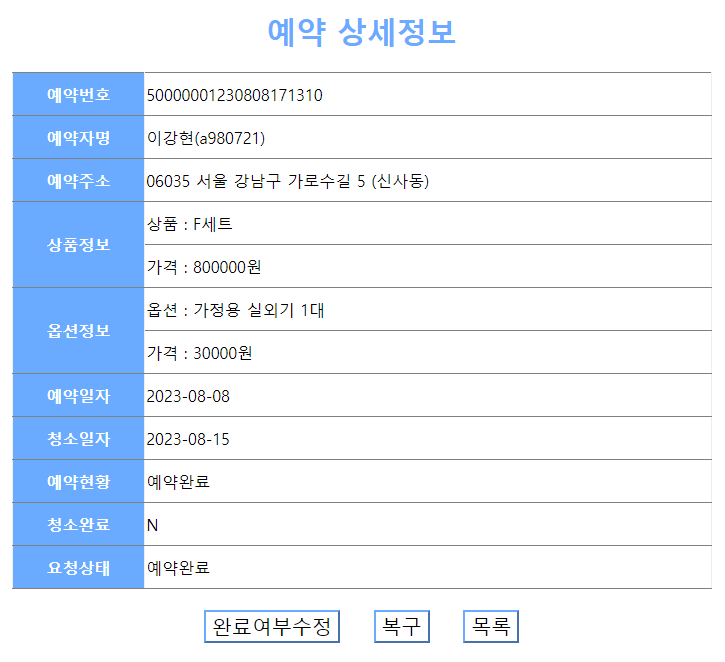 예약 상세정보
예약번호 50000001230808171310
예약자명 이강현(a980721)
예약주소 06035 서울 강남구 가로수길 5 (신사동)
상품정보 상품 : F세트
가격 : 800000원
옵션정보 옵션 : 가정용 실외기 1대
가격 : 30000원
예약일자 2023-08-08
청소일자 2023-08-15
예약현황 예약완료
청소완료 N
요청상태 예약완료
완료여부수정 복구 목록